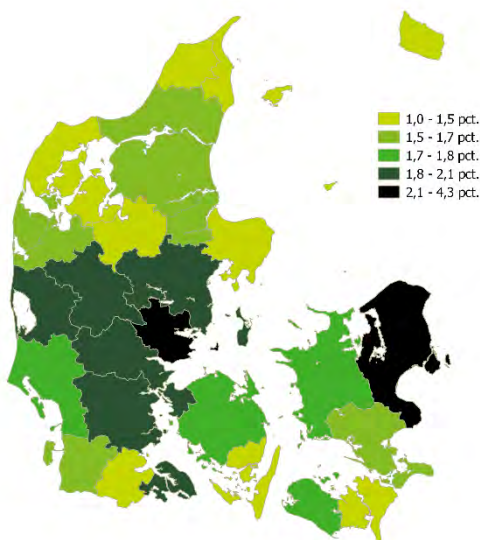 1,0 - 1,5 pct.
1,5 - 1,7 pct.
1,7 - 1,8 pct.
1,8 - 2,1 pct.
2,1 - 4,3 pct.